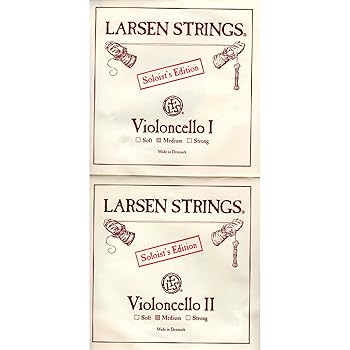 LARSEN STRINGS®
Soloist's Edition
Violoncello I
☐ Soft ☒ Medium ☐ Strong
Made in Denmark
LARSEN STRINGS®
Soloist's Edition
Violoncello II
☐ Soft ☒ Medium ☐ Strong
Made in Denmark